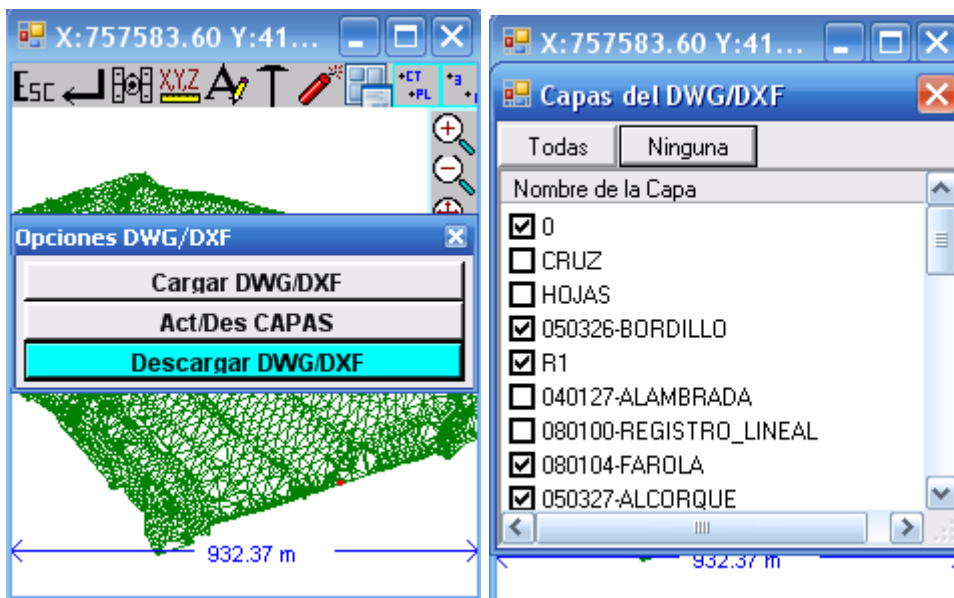 X:757583.60 Y:41...
ESC X,Y,Z A T +CT +PL +3
Opciones DWG/DXF
Cargar DWG/DXF
Act/Des CAPAS
Descargar DWG/DXF
932.37 m
X:757583.60 Y:41...
Capas del DWG/DXF
Todas Ninguna
Nombre de la Capa
0
CRUZ
HOJAS
050326-BORDILLO
R1
040127-ALAMBRADA
080100-REGISTRO_LINEAL
080104-FAROLA
050327-ALCORQUE
932.37 m